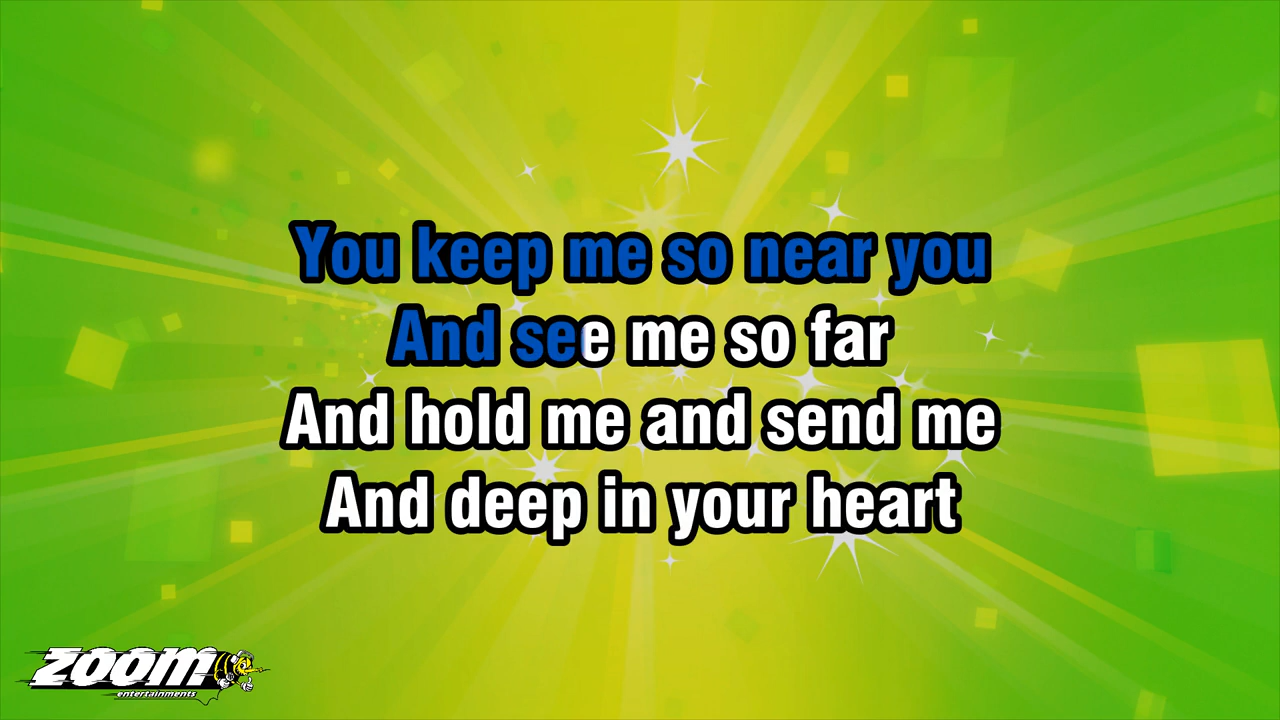 You keep me so near you
And see me so far
And hold me and send me
And deep in your heart
zoom
entertainments